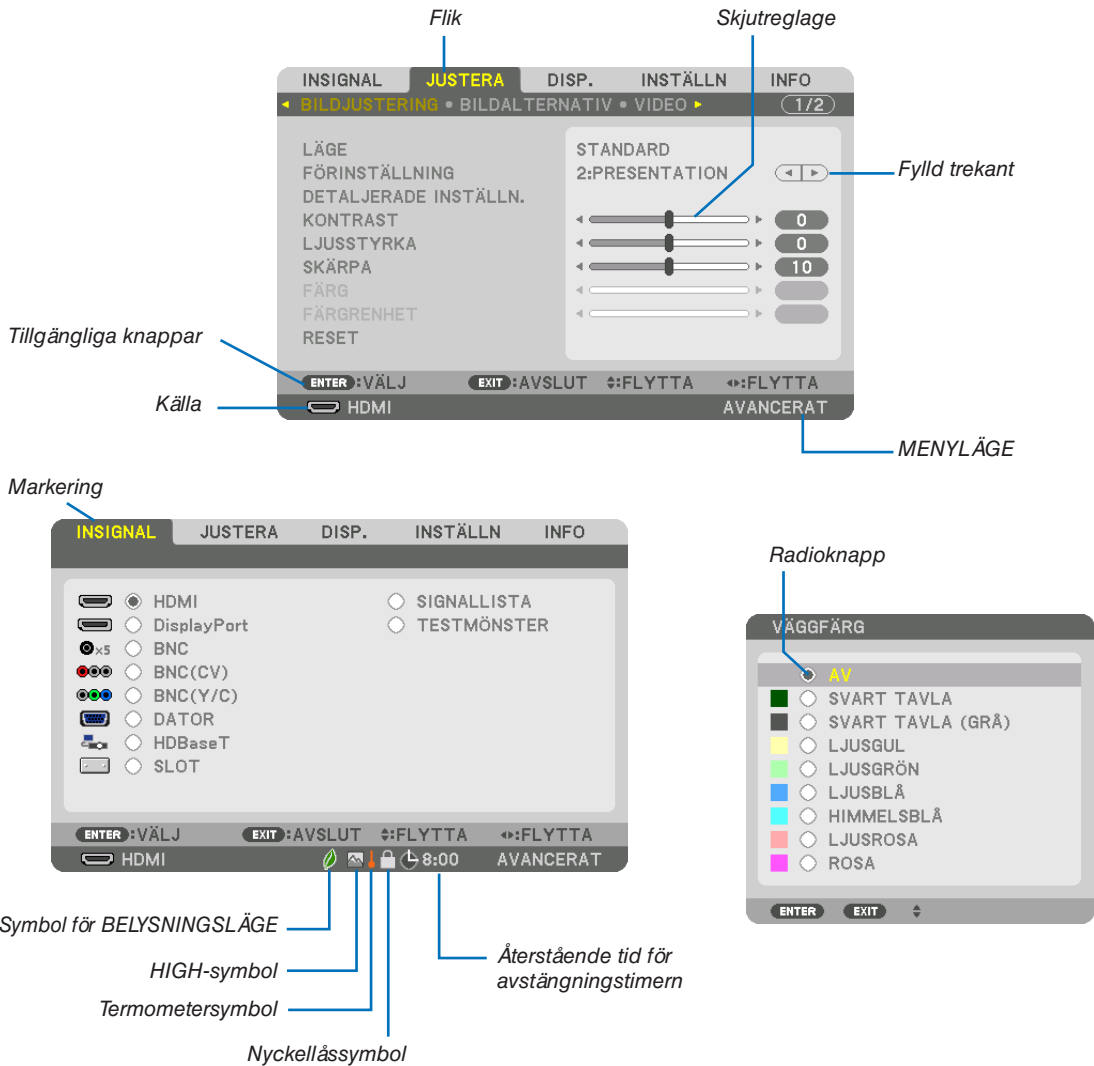 Flik
Skjutreglage
INSIGNAL JUSTERA DISP. INSTÄLLN INFO
BILDJUSTERING • BILDALTERNATIV • VIDEO 1/2
LÄGE STANDARD
FÖRINSTÄLLNING 2:PRESENTATION
Fylld trekant
DETALJERADE INSTÄLLN.
KONTRAST 0
LJUSSTYRKA 0
SKÄRPA 10
FÄRG
FÄRGRENHET
RESET
Tillgängliga knappar
ENTER:VÄLJ EXIT:AVSLUT :FLYTTA :FLYTTA
Källa
HDMI AVANCERAT
MENYLÄGE
Markering
INSIGNAL JUSTERA DISP. INSTÄLLN INFO
HDMI SIGNALLISTA
DisplayPort TESTMÖNSTER
×5 BNC
BNC(CV)
BNC(Y/C)
DATOR
HDBaseT
SLOT
ENTER:VÄLJ EXIT:AVSLUT :FLYTTA :FLYTTA
HDMI 8:00 AVANCERAT
Symbol för BELYSNINGSLÄGE
HIGH-symbol
Termometersymbol
Nyckellåssymbol
Återstående tid för
avstängningstimern
Radioknapp
VÄGGFÄRG
AV
SVART TAVLA
SVART TAVLA (GRÅ)
LJUSGUL
LJUSGRÖN
LJUSBLÅ
HIMMELSBLÅ
LJUSROSA
ROSA
ENTER EXIT